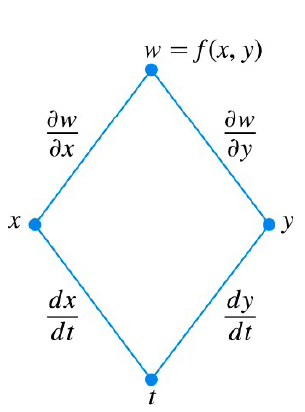 w = f(x, y)
∂w/∂x
∂w/∂y
x
y
dx/dt
dy/dt
t